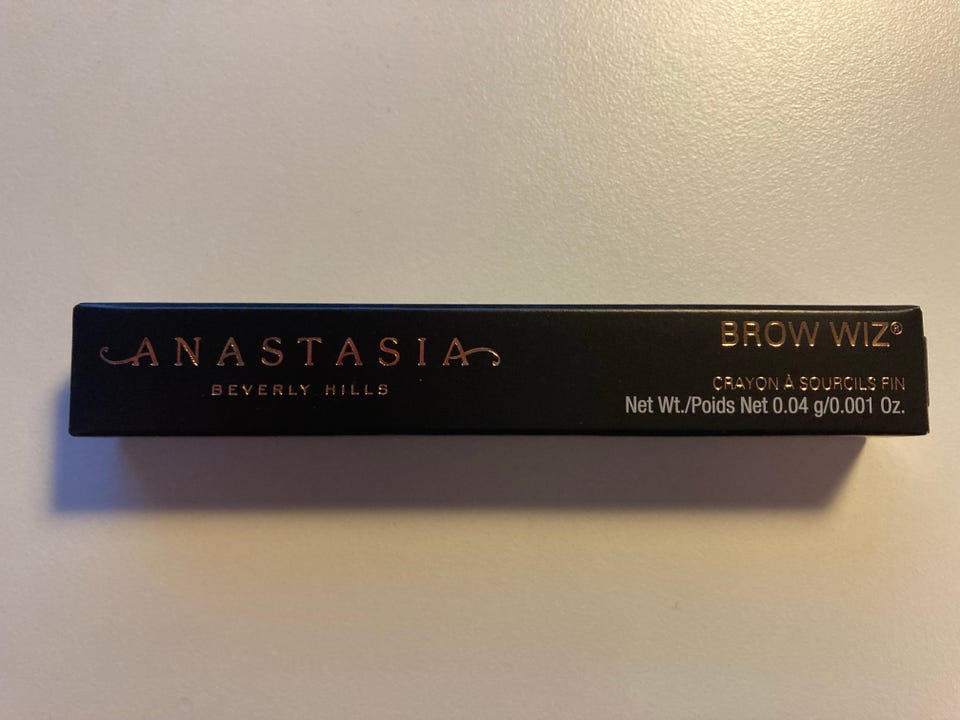 ANASTASIA
BEVERLY HILLS
BROW WIZ®
CRAYON À SOURCILS FIN
Net Wt./Poids Net 0.04 g/0.001 Oz.